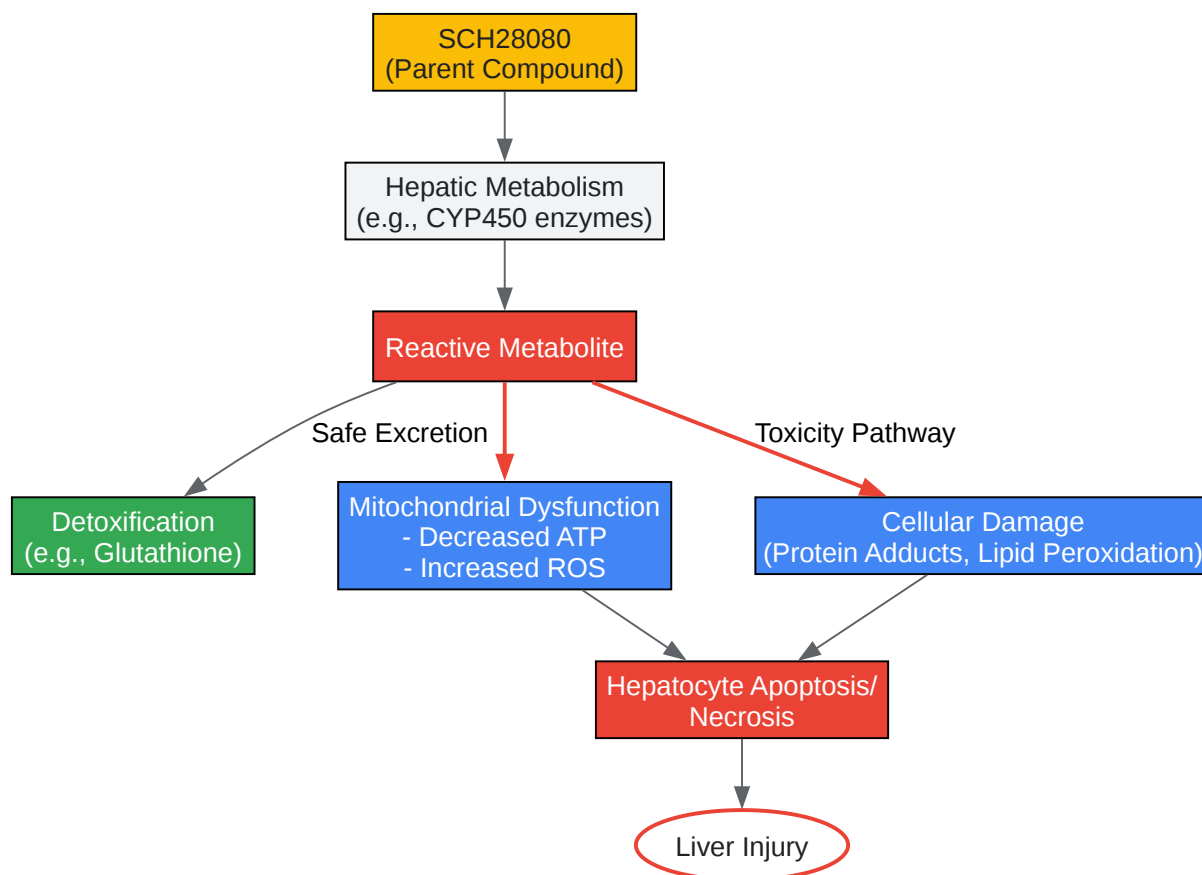 SCH28080
(Parent Compound)
Hepatic Metabolism
(e.g., CYP450 enzymes)
Reactive Metabolite
Safe Excretion
Toxicity Pathway
Detoxification
(e.g., Glutathione)
Mitochondrial Dysfunction
- Decreased ATP
- Increased ROS
Cellular Damage
(Protein Adducts, Lipid Peroxidation)
Hepatocyte Apoptosis/
Necrosis
Liver Injury